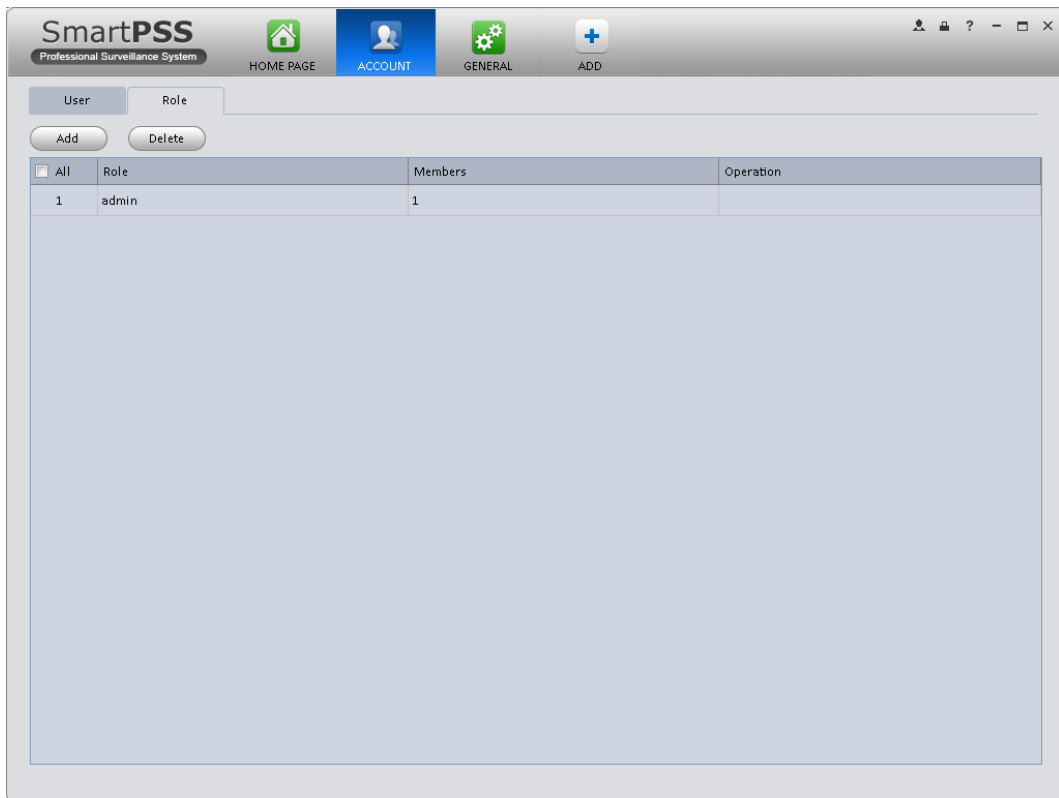 SmartPSS
Professional Surveillance System
HOME PAGE
ACCOUNT
GENERAL
ADD
?
User
Role
Add
Delete
All
Role
Members
Operation
1
admin
1